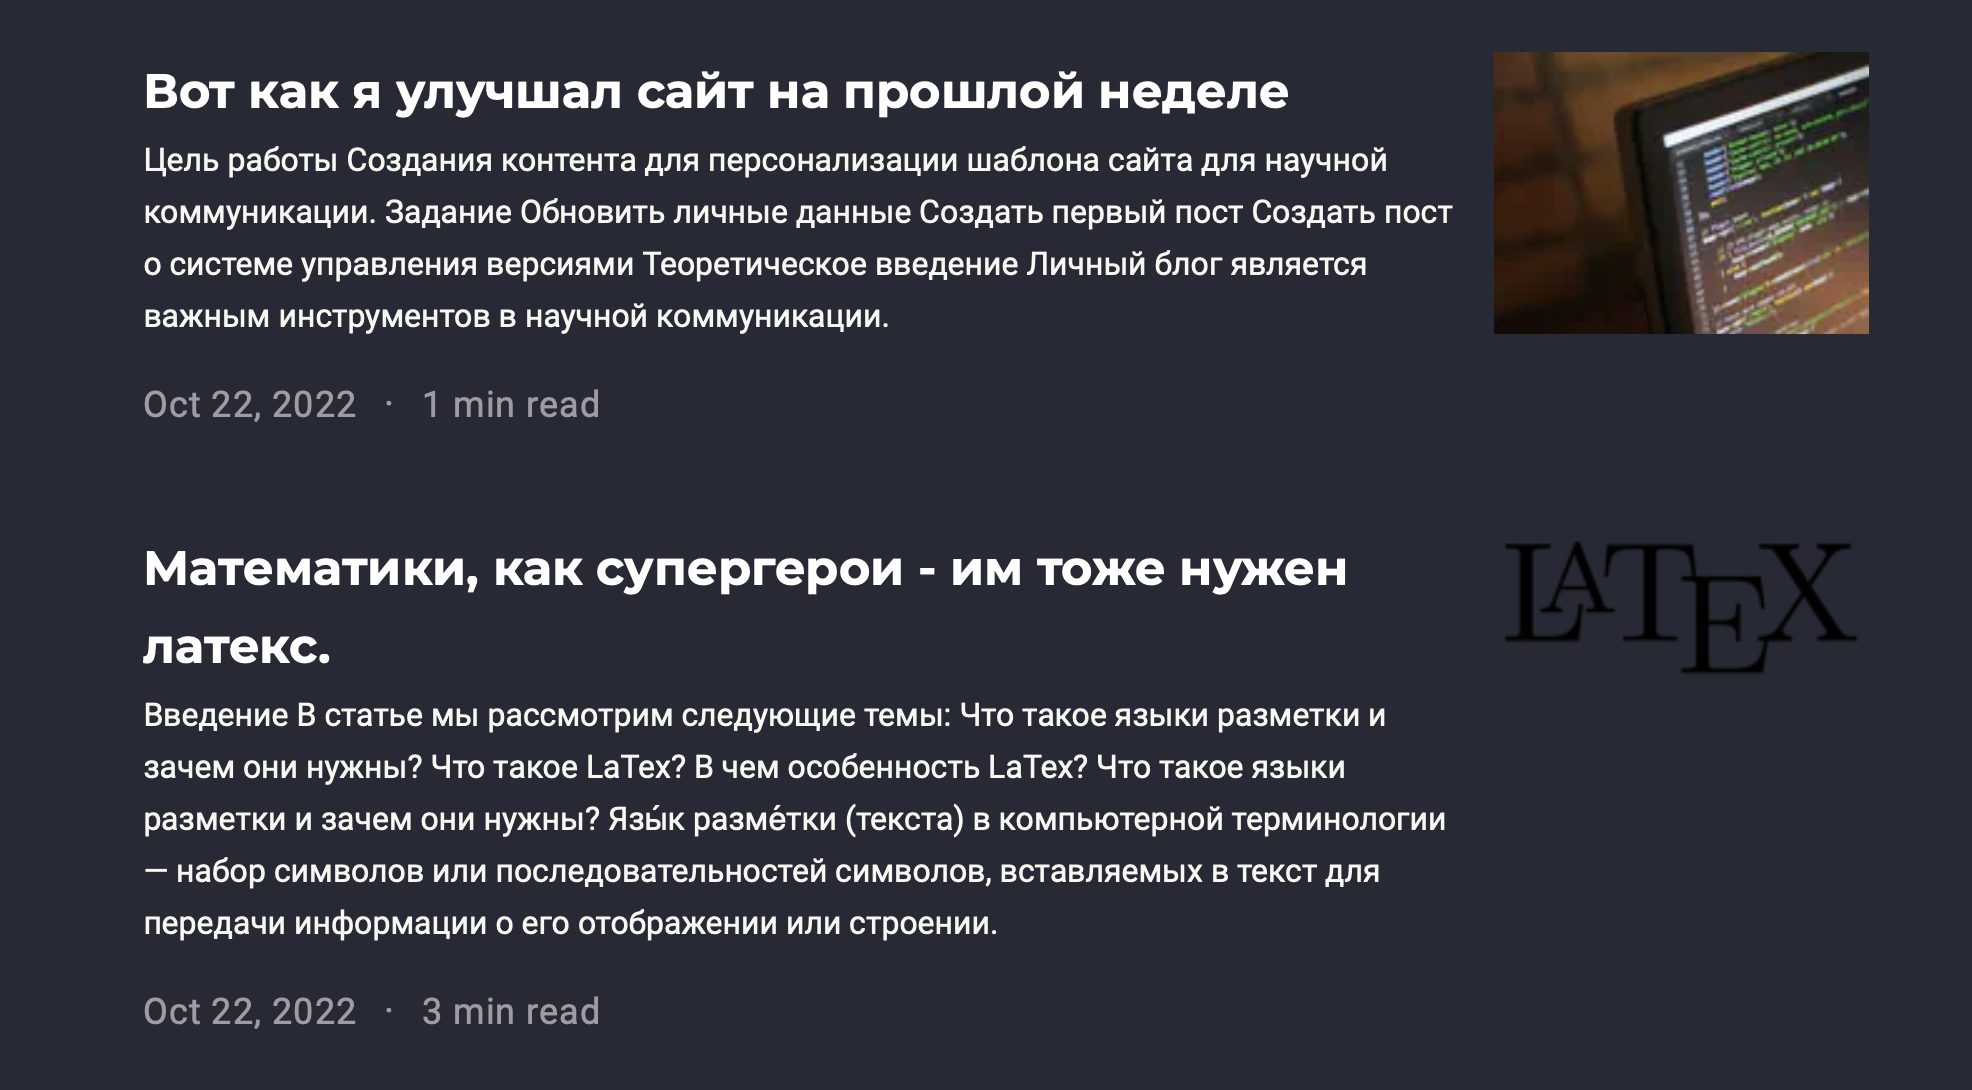 Вот как я улучшал сайт на прошлой неделе
Цель работы Создания контента для персонализации шаблона сайта для научной
коммуникации. Задание Обновить личные данные Создать первый пост Создать пост
о системе управления версиями Теоретическое введение Личный блог является
важным инструментов в научной коммуникации.
Oct 22, 2022 · 1 min read
Математики, как супергерои - им тоже нужен
латекс.
LATEX
Введение В статье мы рассмотрим следующие темы: Что такое языки разметки и
зачем они нужны? Что такое LaTex? В чем особенность LaTex? Что такое языки
разметки и зачем они нужны? Язы́к разме́тки (текста) в компьютерной терминологии
— набор символов или последовательностей символов, вставляемых в текст для
передачи информации о его отображении или строении.
Oct 22, 2022 · 3 min read